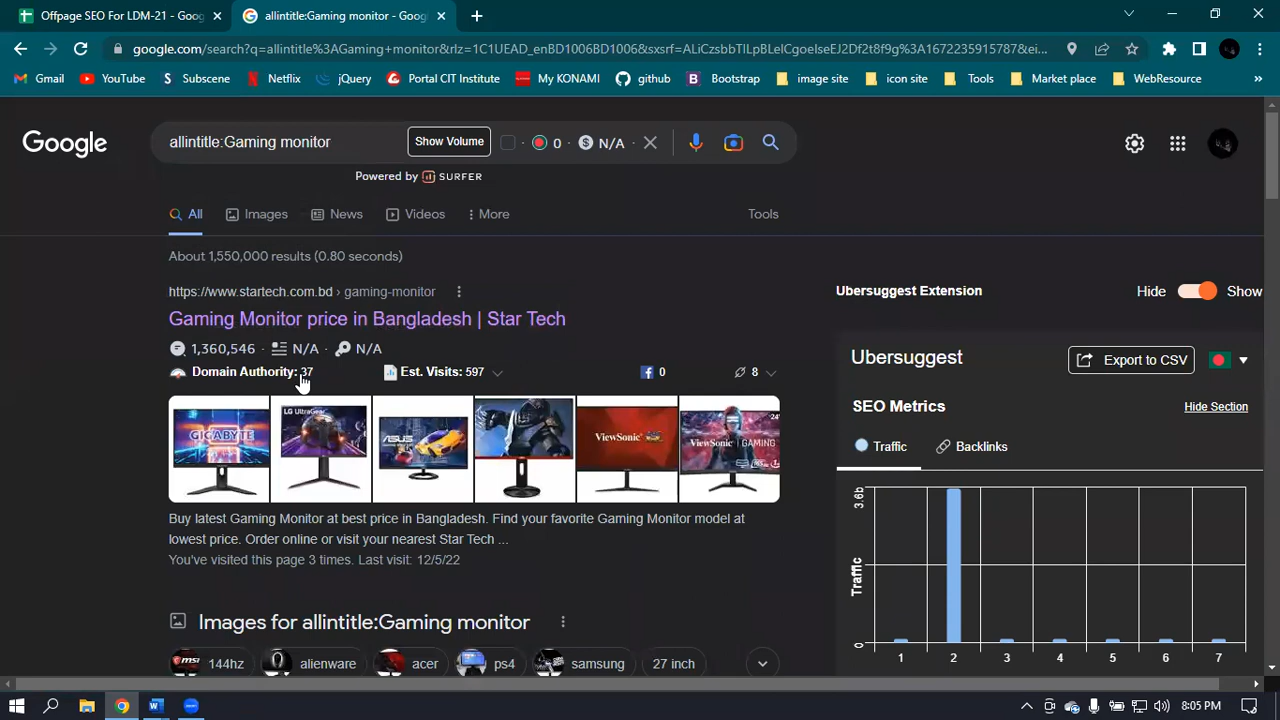 Offpage SEO For LDM-21 - Goog
allintitle:Gaming monitor - Goog
google.com/search?q=allintitle%3AGaming+monitor&rlz=1C1UEAD_enBD1006BD1006&sxsrf=ALiCzsbbTILpBLelCgoeIseEJ2Df2t8f9g%3A1672235915787&ei...
Gmail YouTube Subscene Netflix jQuery Portal CIT Institute My KONAMI github Bootstrap image site icon site Tools Market place WebResource »
Google
allintitle:Gaming monitor Show Volume · 0 · N/A ·
Powered by SURFER
All Images News Videos More Tools
About 1,550,000 results (0.80 seconds)
https://www.startech.com.bd › gaming-monitor
Gaming Monitor price in Bangladesh | Star Tech
1,360,546 · N/A · N/A
Domain Authority: 37 Est. Visits: 597 0 8
GIGABYTE
LG UltraGear
ASUS
ViewSonic
ViewSonic GAMING
24"
Buy latest Gaming Monitor at best price in Bangladesh. Find your favorite Gaming Monitor model at
lowest price. Order online or visit your nearest Star Tech ...
You've visited this page 3 times. Last visit: 12/5/22
Images for allintitle:Gaming monitor
msi 144hz alienware acer ps4 samsung 27 inch
Ubersuggest Extension Hide Show
Ubersuggest Export to CSV
SEO Metrics Hide Section
Traffic Backlinks
3.6b
Traffic
0
1 2 3 4 5 6 7
8:05 PM